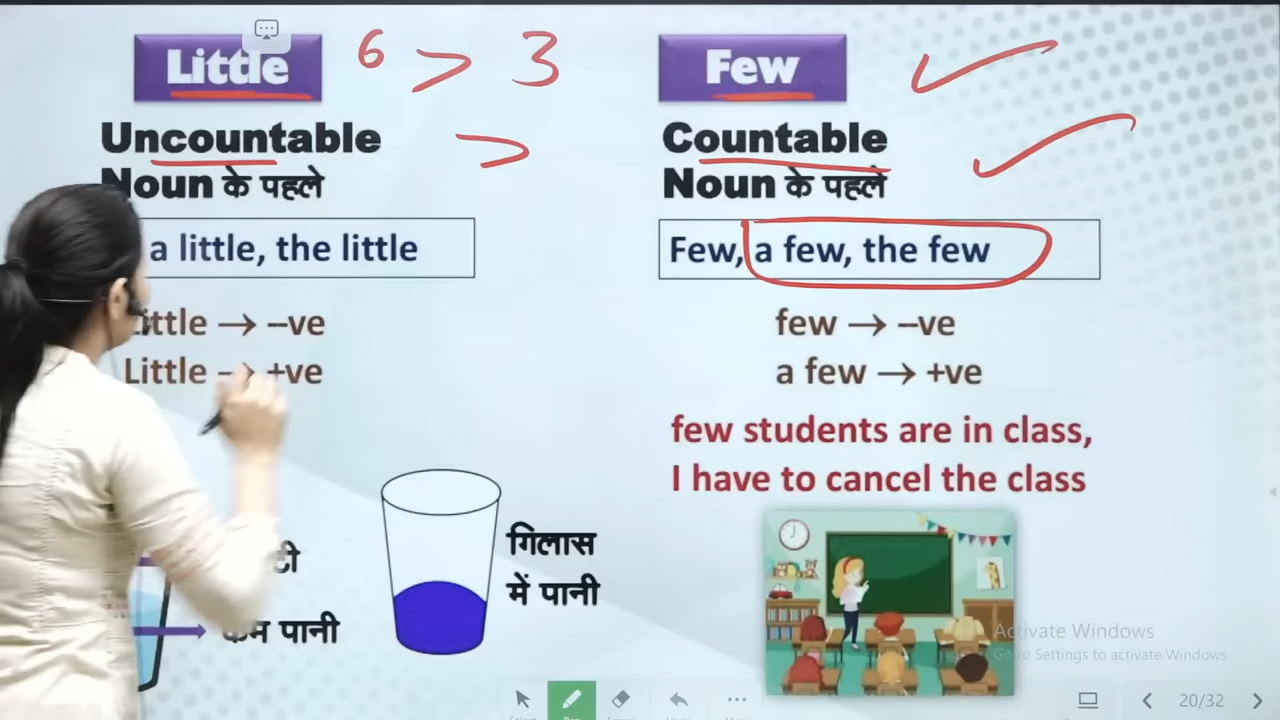 Little
6 > 3
Few
Uncountable
>
Countable
Noun के पहले
Noun के पहले
a little, the little
Few, a few, the few
Little → –ve
few → –ve
Little → +ve
a few → +ve
few students are in class,
I have to cancel the class
गिलास
में पानी
कम पानी
Activate Windows
Go to Settings to activate Windows
20/32